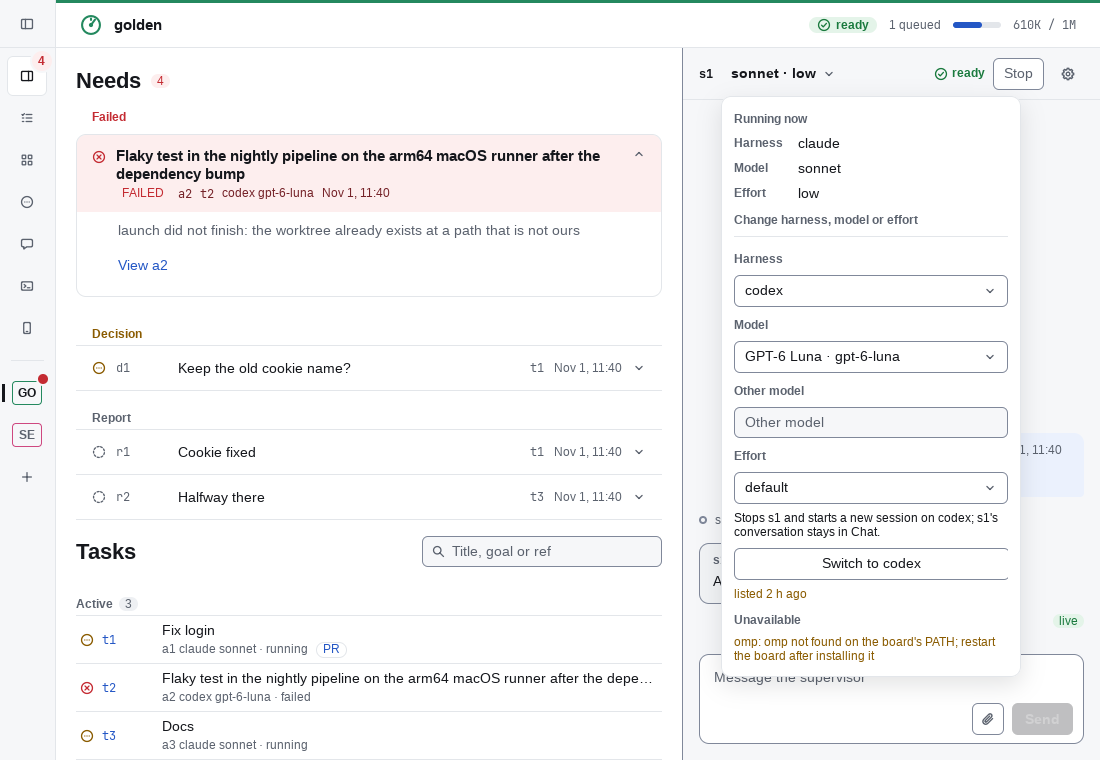 golden
ready
1 queued
610K / 1M
4
GO
SE
Needs 4
Failed
Flaky test in the nightly pipeline on the arm64 macOS runner after the
dependency bump
FAILED a2 t2 codex gpt-6-luna Nov 1, 11:40
launch did not finish: the worktree already exists at a path that is not ours
View a2
Decision
d1 Keep the old cookie name? t1 Nov 1, 11:40
Report
r1 Cookie fixed t1 Nov 1, 11:40
r2 Halfway there t3 Nov 1, 11:40
Tasks
Title, goal or ref
Active 3
t1 Fix login
a1 claude sonnet · running PR
t2 Flaky test in the nightly pipeline on the arm64 macOS runner after the depe…
a2 codex gpt-6-luna · failed
t3 Docs
a3 claude sonnet · running
s1 sonnet · low
ready
Stop
Running now
Harness claude
Model sonnet
Effort low
Change harness, model or effort
Harness
codex
Model
GPT-6 Luna · gpt-6-luna
Other model
Other model
Effort
default
Stops s1 and starts a new session on codex; s1's
conversation stays in Chat.
Switch to codex
listed 2 h ago
Unavailable
omp: omp not found on the board's PATH; restart
the board after installing it
11:40
live
Message the supervisor
Send